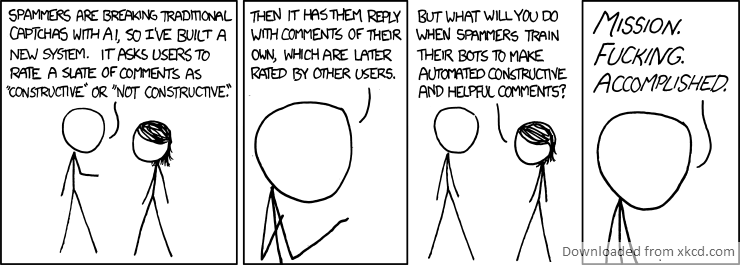 SPAMMERS ARE BREAKING TRADITIONAL
CAPTCHAS WITH AI, SO I'VE BUILT A
NEW SYSTEM. IT ASKS USERS TO
RATE A SLATE OF COMMENTS AS
"CONSTRUCTIVE" OR "NOT CONSTRUCTIVE."
THEN IT HAS THEM REPLY
WITH COMMENTS OF THEIR
OWN, WHICH ARE LATER
RATED BY OTHER USERS.
BUT WHAT WILL YOU DO
WHEN SPAMMERS TRAIN
THEIR BOTS TO MAKE
AUTOMATED CONSTRUCTIVE
AND HELPFUL COMMENTS?
MISSION.
FUCKING.
ACCOMPLISHED.
Downloaded from xkcd.com